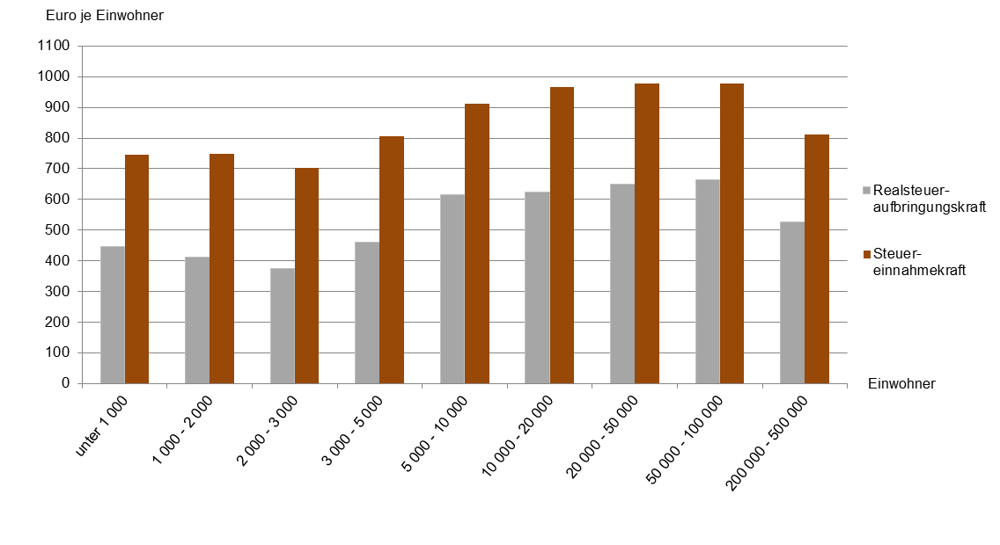 Euro je Einwohner
1100
1000
900
800
700
600
500
400
300
200
100
0
Realsteuer-
aufbringungskraft
Steuer-
einnahmekraft
Einwohner
unter 1 000
1 000 - 2 000
2 000 - 3 000
3 000 - 5 000
5 000 - 10 000
10 000 - 20 000
20 000 - 50 000
50 000 - 100 000
200 000 - 500 000